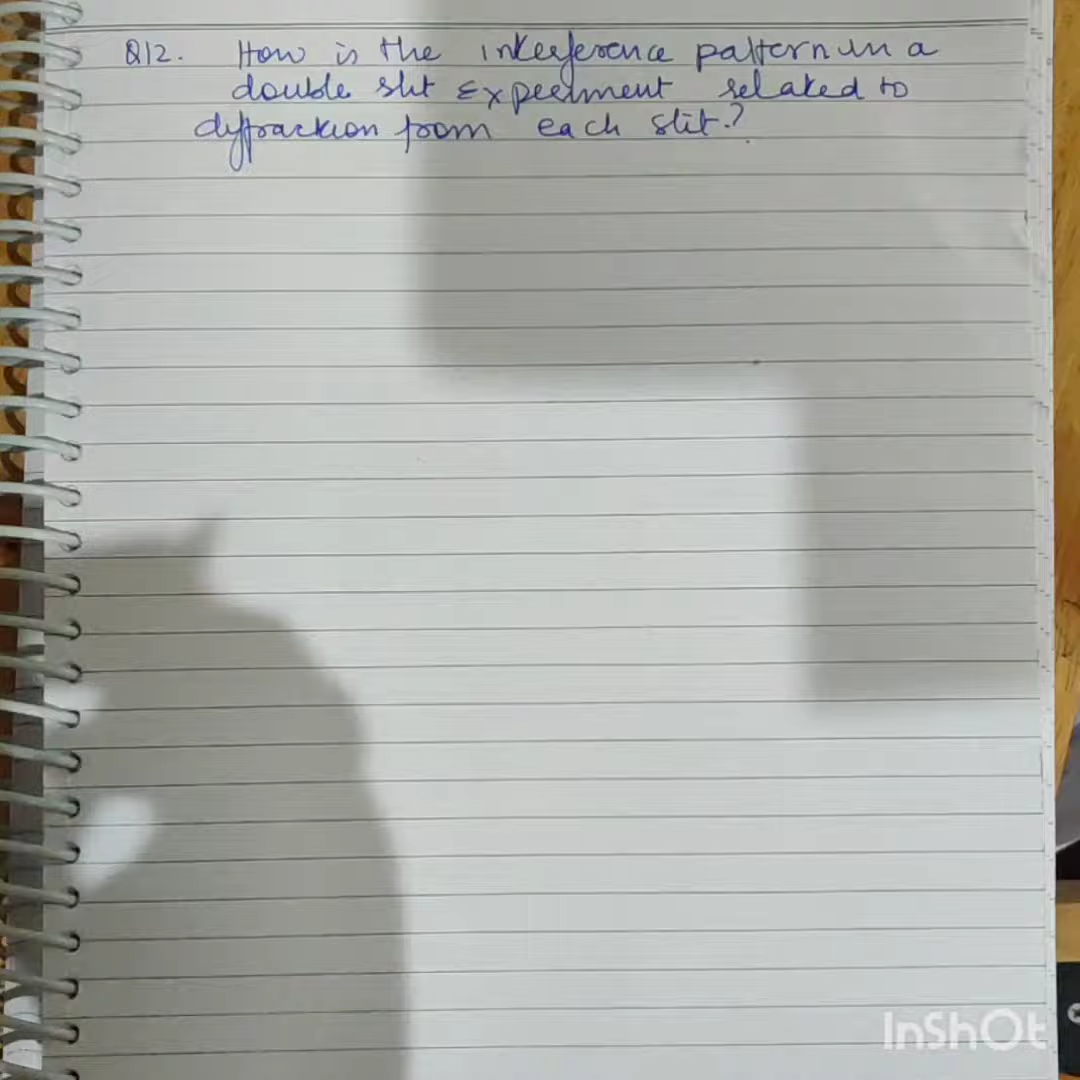 Q12. How is the interference pattern in a
double slit Experiment related to
diffraction from each slit.?
InShOt